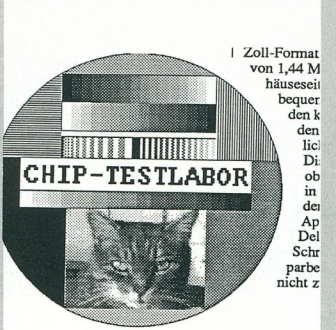 CHIP-TESTLABOR
Zoll-Format
von 1,44 M
häuseseit
bequer
den k
den
licl
Di
ob
in
der
Ap
Del
Schr
parbe
nicht z